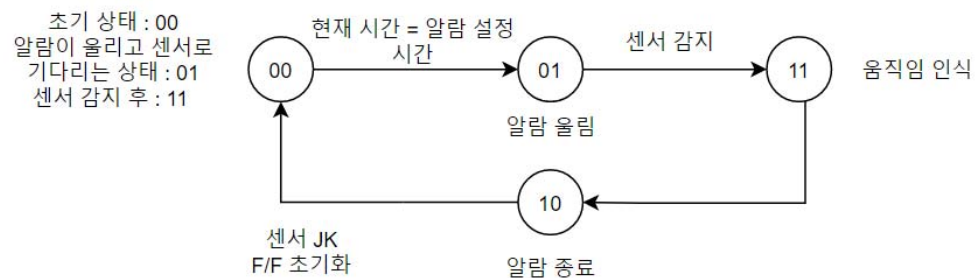 초기 상태 : 00
알람이 울리고 센서로
기다리는 상태 : 01
센서 감지 후 : 11
00
현재 시간 = 알람 설정
시간
01
알람 울림
센서 감지
11
움직임 인식
10
알람 종료
센서 JK
F/F 초기화